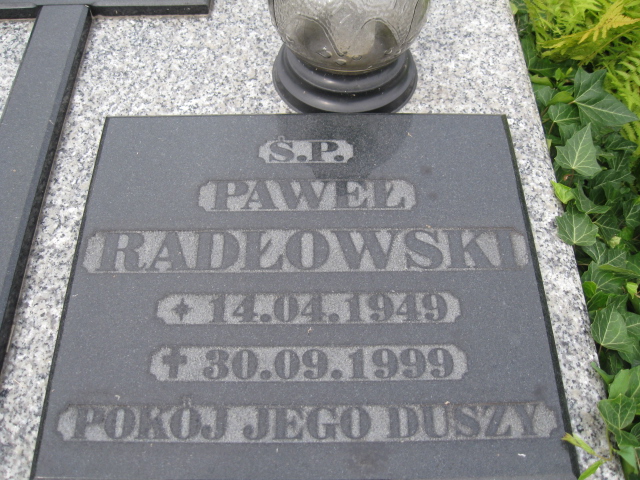 Ś.P.
PAWEŁ
RADŁOWSKI
* 14.04.1949
✝ 30.09.1999
POKÓJ JEGO DUSZY